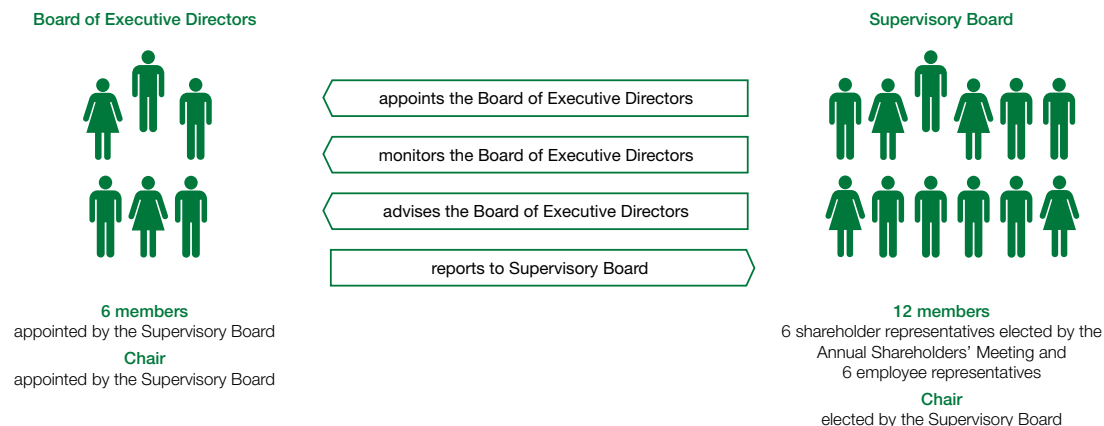 Board of Executive Directors
Supervisory Board
appoints the Board of Executive Directors
monitors the Board of Executive Directors
advises the Board of Executive Directors
reports to Supervisory Board
6 members
appointed by the Supervisory Board
Chair
appointed by the Supervisory Board
12 members
6 shareholder representatives elected by the
Annual Shareholders’ Meeting and
6 employee representatives
Chair
elected by the Supervisory Board